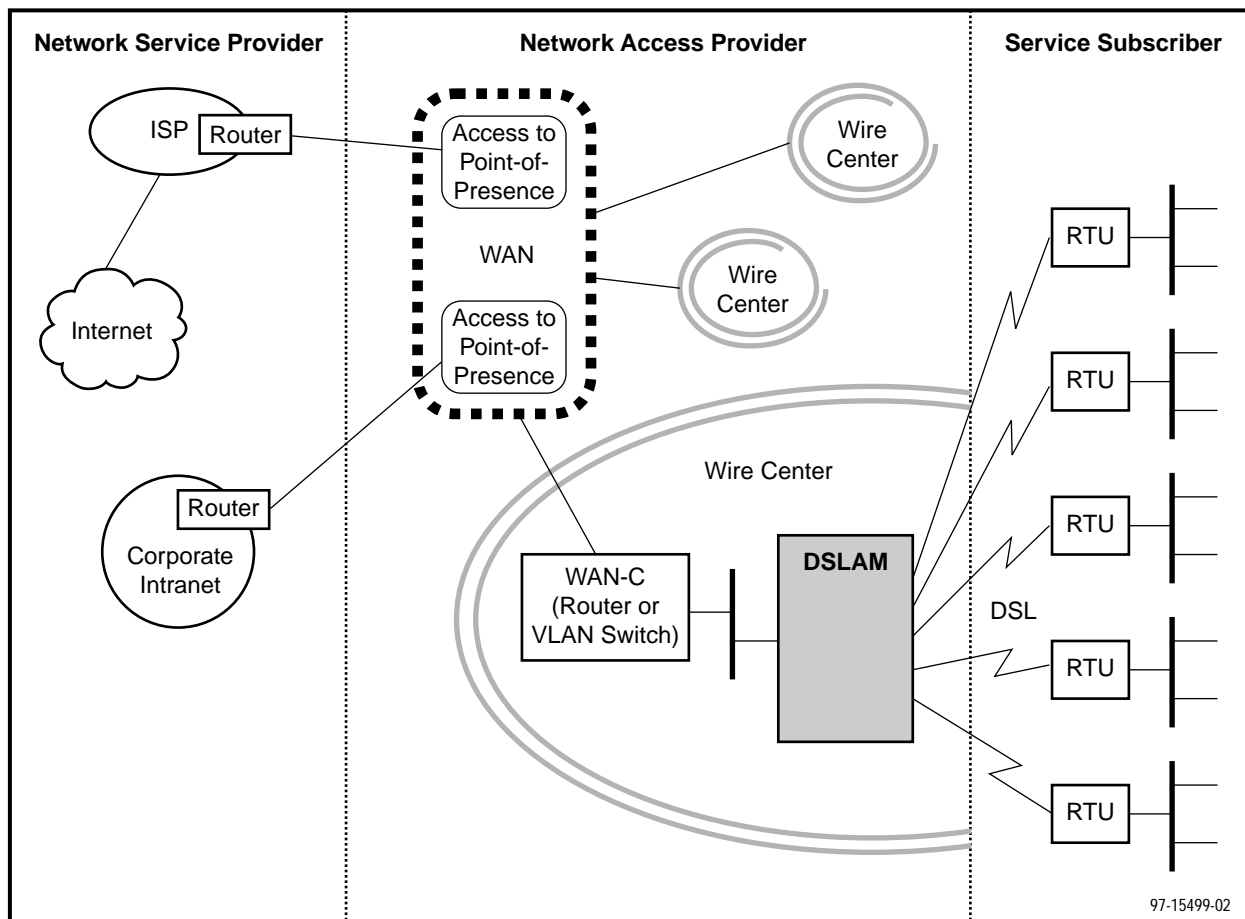 Network Service Provider
Network Access Provider
Service Subscriber
ISP
Router
Access to
Point-of-
Presence
Wire
Center
RTU
WAN
Wire
Center
Internet
Access to
Point-of-
Presence
RTU
Wire Center
Router
Corporate
Intranet
WAN-C
(Router or
VLAN Switch)
DSLAM
RTU
DSL
RTU
RTU
97-15499-02